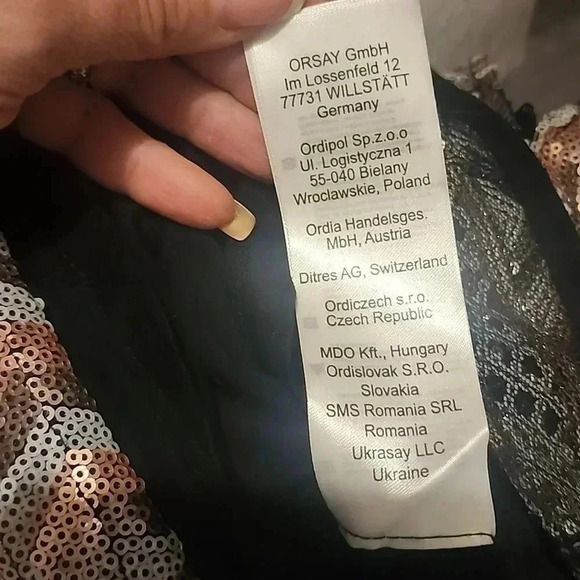 ORSAY GmbH
Im Lossenfeld 12
77731 WILLSTÄTT
Germany
Ordipol Sp.z.o.o
Ul. Logistyczna 1
55-040 Bielany
Wroclawskie, Poland
Ordia Handelsges.
MbH, Austria
Ditres AG, Switzerland
Ordiczech s.r.o.
Czech Republic
MDO Kft., Hungary
Ordislovak S.R.O.
Slovakia
SMS Romania SRL
Romania
Ukrasay LLC
Ukraine